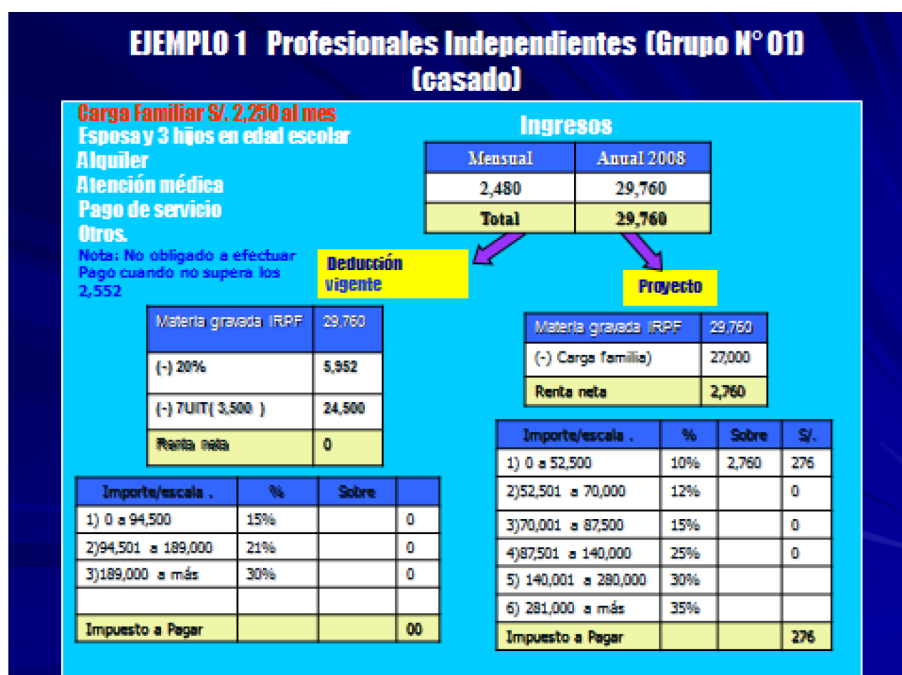 EJEMPLO 1 Profesionales Independientes (Grupo N° 01)
(casado)
Carga Familiar S/. 2,250 al mes
Esposa y 3 hijos en edad escolar
Alquiler
Atención médica
Pago de servicio
Otros.
Nota: No obligado a efectuar
Pago cuando no supera los
2,552
Ingresos
Mensual Anual 2008
2,480 29,760
Total 29,760
Deducción
vigente
Proyecto
Materia gravada IRPF 29,760
(-) 20% 5,952
(-) 7UIT( 3,500 ) 24,500
Renta neta 0
Importe/escala . % Sobre
1) 0 a 94,500 15% 0
2)94,501 a 189,000 21% 0
3)189,000 a más 30% 0
Impuesto a Pagar 00
Materia gravada IRPF 29,760
(-) Carga familia) 27,000
Renta neta 2,760
Importe/escala . % Sobre S/.
1) 0 a 52,500 10% 2,760 276
2)52,501 a 70,000 12% 0
3)70,001 a 87,500 15% 0
4)87,501 a 140,000 25% 0
5) 140,001 a 280,000 30%
6) 281,000 a más 35%
Impuesto a Pagar 276